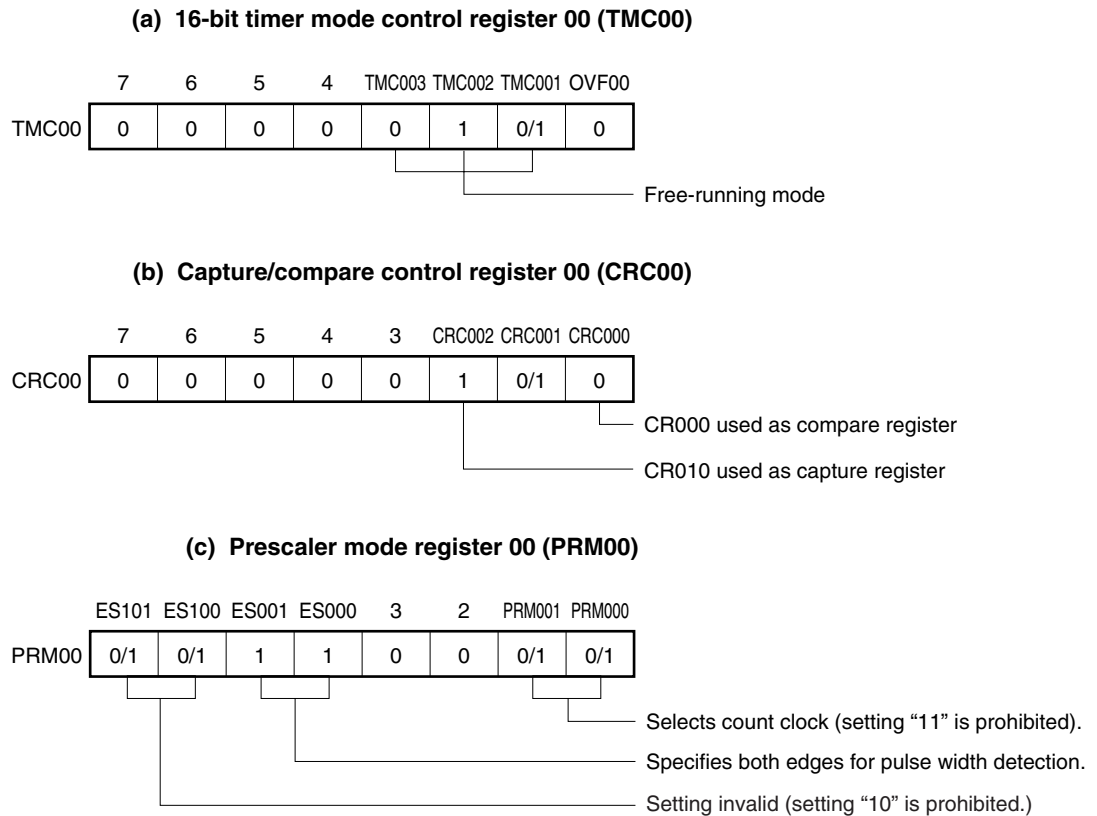 (a) 16-bit timer mode control register 00 (TMC00)
7 6 5 4 TMC003 TMC002 TMC001 OVF00
TMC00 0 0 0 0 0 1 0/1 0
Free-running mode
(b) Capture/compare control register 00 (CRC00)
7 6 5 4 3 CRC002 CRC001 CRC000
CRC00 0 0 0 0 0 1 0/1 0
CR000 used as compare register
CR010 used as capture register
(c) Prescaler mode register 00 (PRM00)
ES101 ES100 ES001 ES000 3 2 PRM001 PRM000
PRM00 0/1 0/1 1 1 0 0 0/1 0/1
Selects count clock (setting “11” is prohibited).
Specifies both edges for pulse width detection.
Setting invalid (setting “10” is prohibited.)